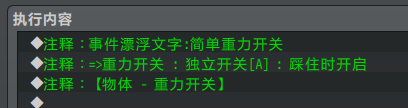 执行内容
◆注释：事件漂浮文字:简单重力开关
◆注释：=>重力开关 : 独立开关[A] : 踩住时开启
◆注释：【物体 - 重力开关】
◆